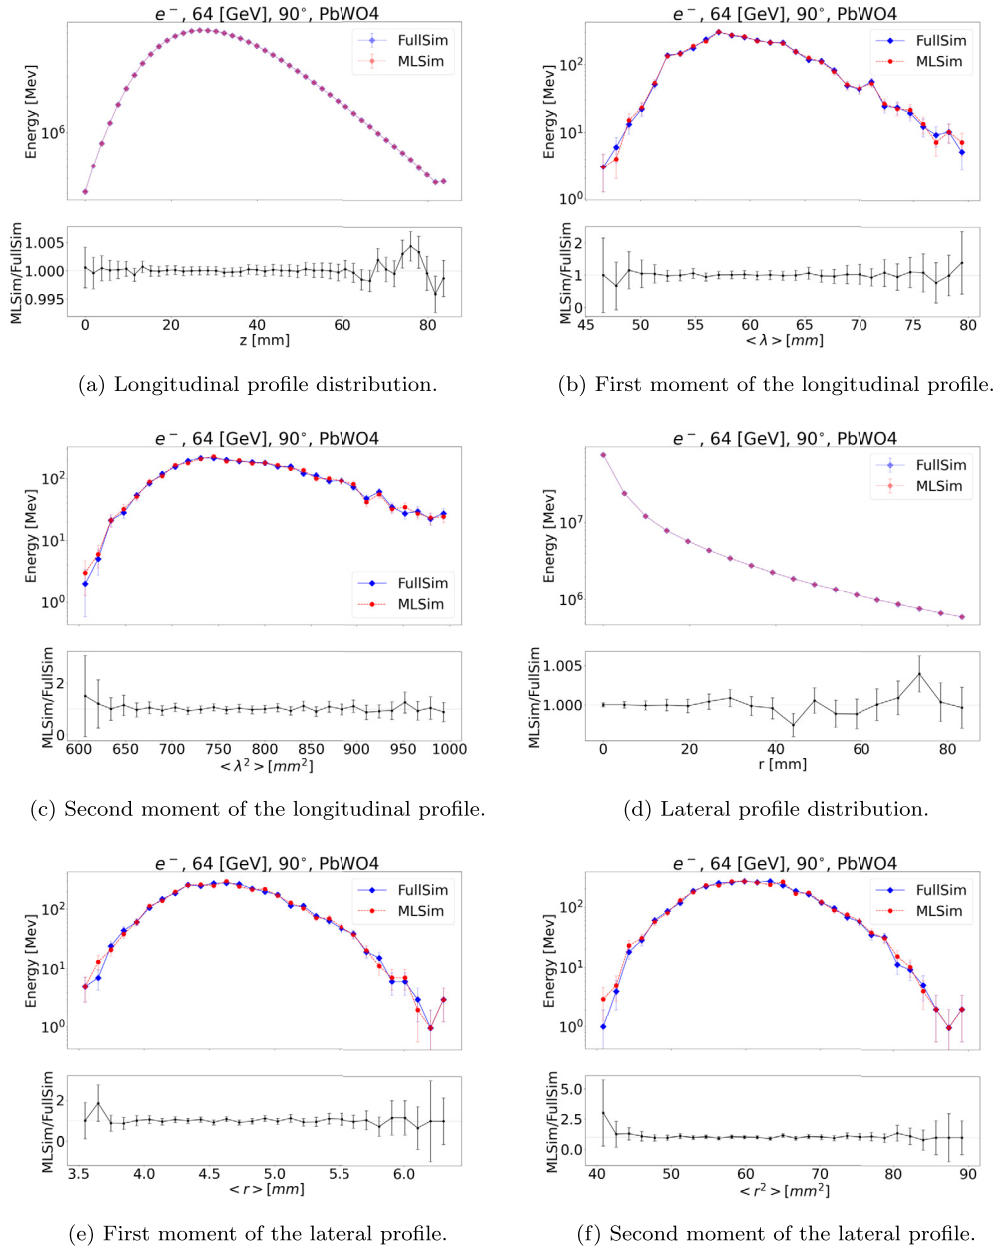 e⁻, 64 [GeV], 90°, PbWO4
Energy [Mev]
10⁶
FullSim
MLSim
MLSim/FullSim
1.005
1.000
0.995
0 20 40 60 80
z [mm]
(a) Longitudinal profile distribution.
e⁻, 64 [GeV], 90°, PbWO4
Energy [Mev]
10²
10¹
10⁰
FullSim
MLSim
MLSim/FullSim
2
1
0
45 50 55 60 65 70 75 80
< λ > [mm]
(b) First moment of the longitudinal profile.
e⁻, 64 [GeV], 90°, PbWO4
Energy [Mev]
10²
10¹
10⁰
FullSim
MLSim
MLSim/FullSim
2
0
600 650 700 750 800 850 900 950 1000
< λ² > [mm²]
(c) Second moment of the longitudinal profile.
e⁻, 64 [GeV], 90°, PbWO4
Energy [Mev]
10⁷
10⁶
FullSim
MLSim
MLSim/FullSim
1.005
1.000
0 20 40 60 80
r [mm]
(d) Lateral profile distribution.
e⁻, 64 [GeV], 90°, PbWO4
Energy [Mev]
10²
10¹
10⁰
FullSim
MLSim
MLSim/FullSim
2
0
3.5 4.0 4.5 5.0 5.5 6.0
< r > [mm]
(e) First moment of the lateral profile.
e⁻, 64 [GeV], 90°, PbWO4
Energy [Mev]
10²
10¹
10⁰
FullSim
MLSim
MLSim/FullSim
5.0
2.5
0.0
40 50 60 70 80 90
< r² > [mm²]
(f) Second moment of the lateral profile.